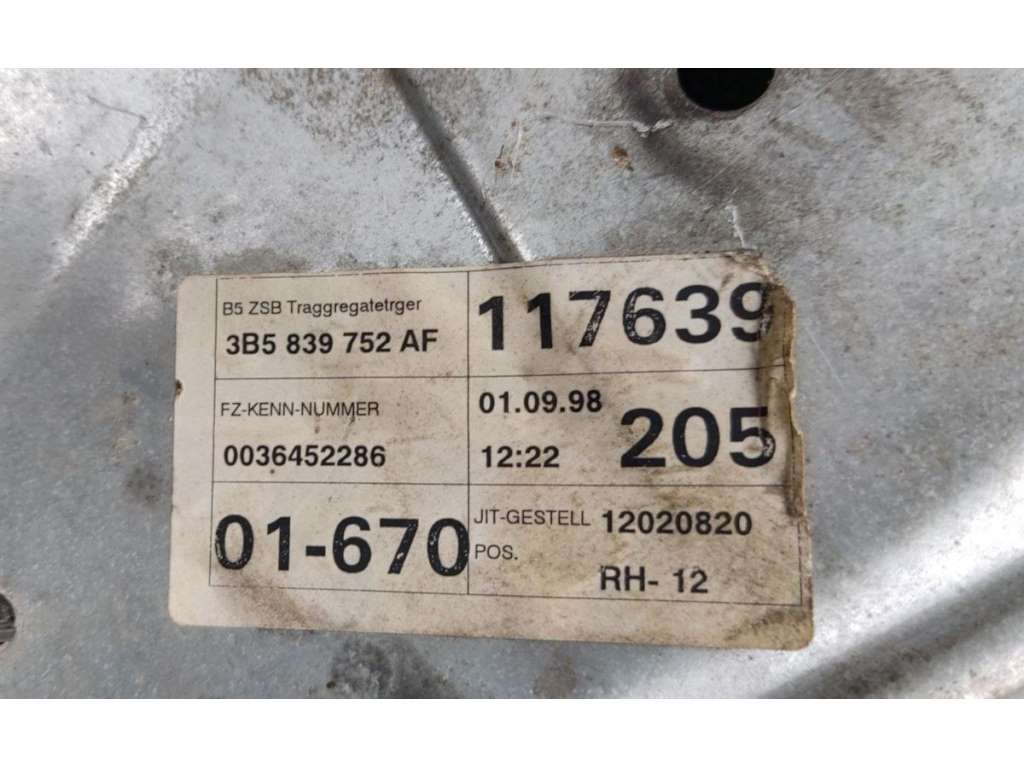 B5 ZSB Traggregatetrger
3B5 839 752 AF
117639
FZ-KENN-NUMMER
0036452286
01.09.98
12:22
205
01-670
JIT-GESTELL 12020820
POS.
RH- 12